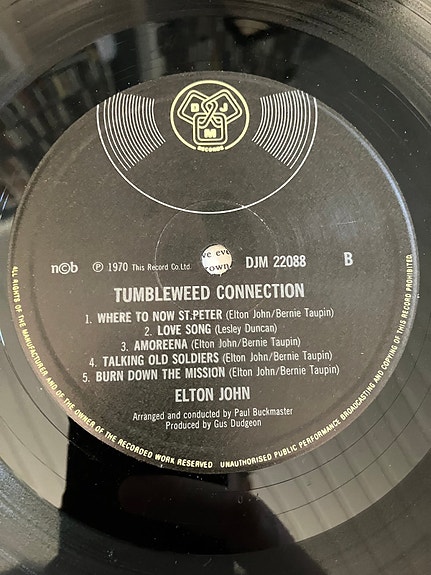 DJM
RECORDS
ncb
℗ 1970 This Record Co. Ltd.
ve eve
rown
DJM 22088
B
TUMBLEWEED CONNECTION
1. WHERE TO NOW ST.PETER (Elton John/Bernie Taupin)
2. LOVE SONG (Lesley Duncan)
3. AMOREENA (Elton John/Bernie Taupin)
4. TALKING OLD SOLDIERS (Elton John/Bernie Taupin)
5. BURN DOWN THE MISSION (Elton John/Bernie Taupin)
ELTON JOHN
Arranged and conducted by Paul Buckmaster
Produced by Gus Dudgeon
ALL RIGHTS OF THE MANUFACTURER AND OF THE OWNER OF THE RECORDED WORK RESERVED UNAUTHORISED PUBLIC PERFORMANCE BROADCASTING AND COPYING OF THIS RECORD PROHIBITED